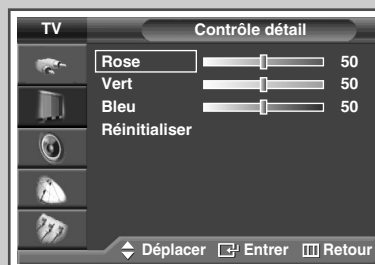 TV
Contrôle détail
Rose 50
Vert 50
Bleu 50
Réinitialiser
Déplacer Entrer Retour